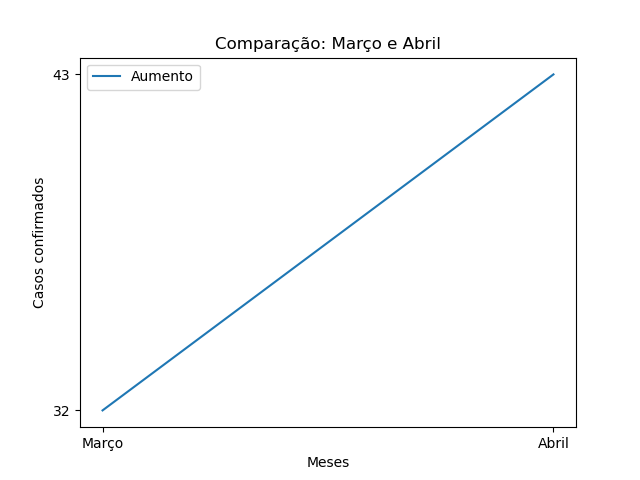 Comparação: Março e Abril
43
Aumento
Casos confirmados
32
Março
Abril
Meses